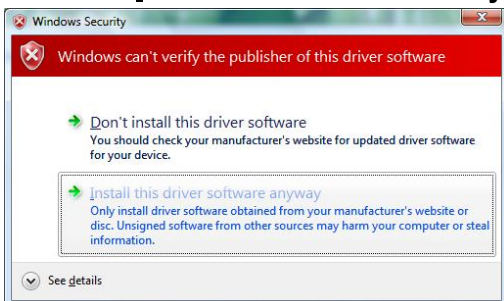 Windows Security
Windows can't verify the publisher of this driver software
Don't install this driver software
You should check your manufacturer's website for updated driver software
for your device.
Install this driver software anyway
Only install driver software obtained from your manufacturer's website or
disc. Unsigned software from other sources may harm your computer or steal
information.
See details